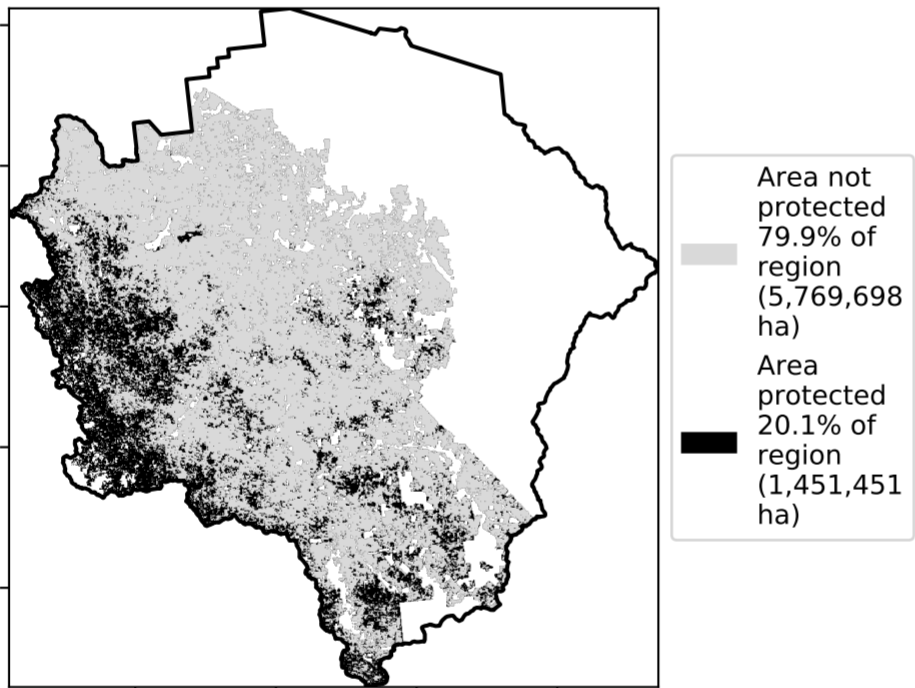 Area not
protected
79.9% of
region
(5,769,698
ha)
Area
protected
20.1% of
region
(1,451,451
ha)